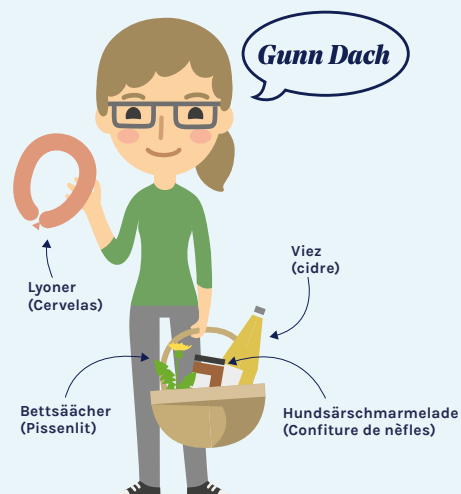 Gunn Dach
Viez
(cidre)
Lyoner
(Cervelas)
Bettsäächer
(Pissenlit)
Hundsärschmarmelade
(Confiture de nèfles)